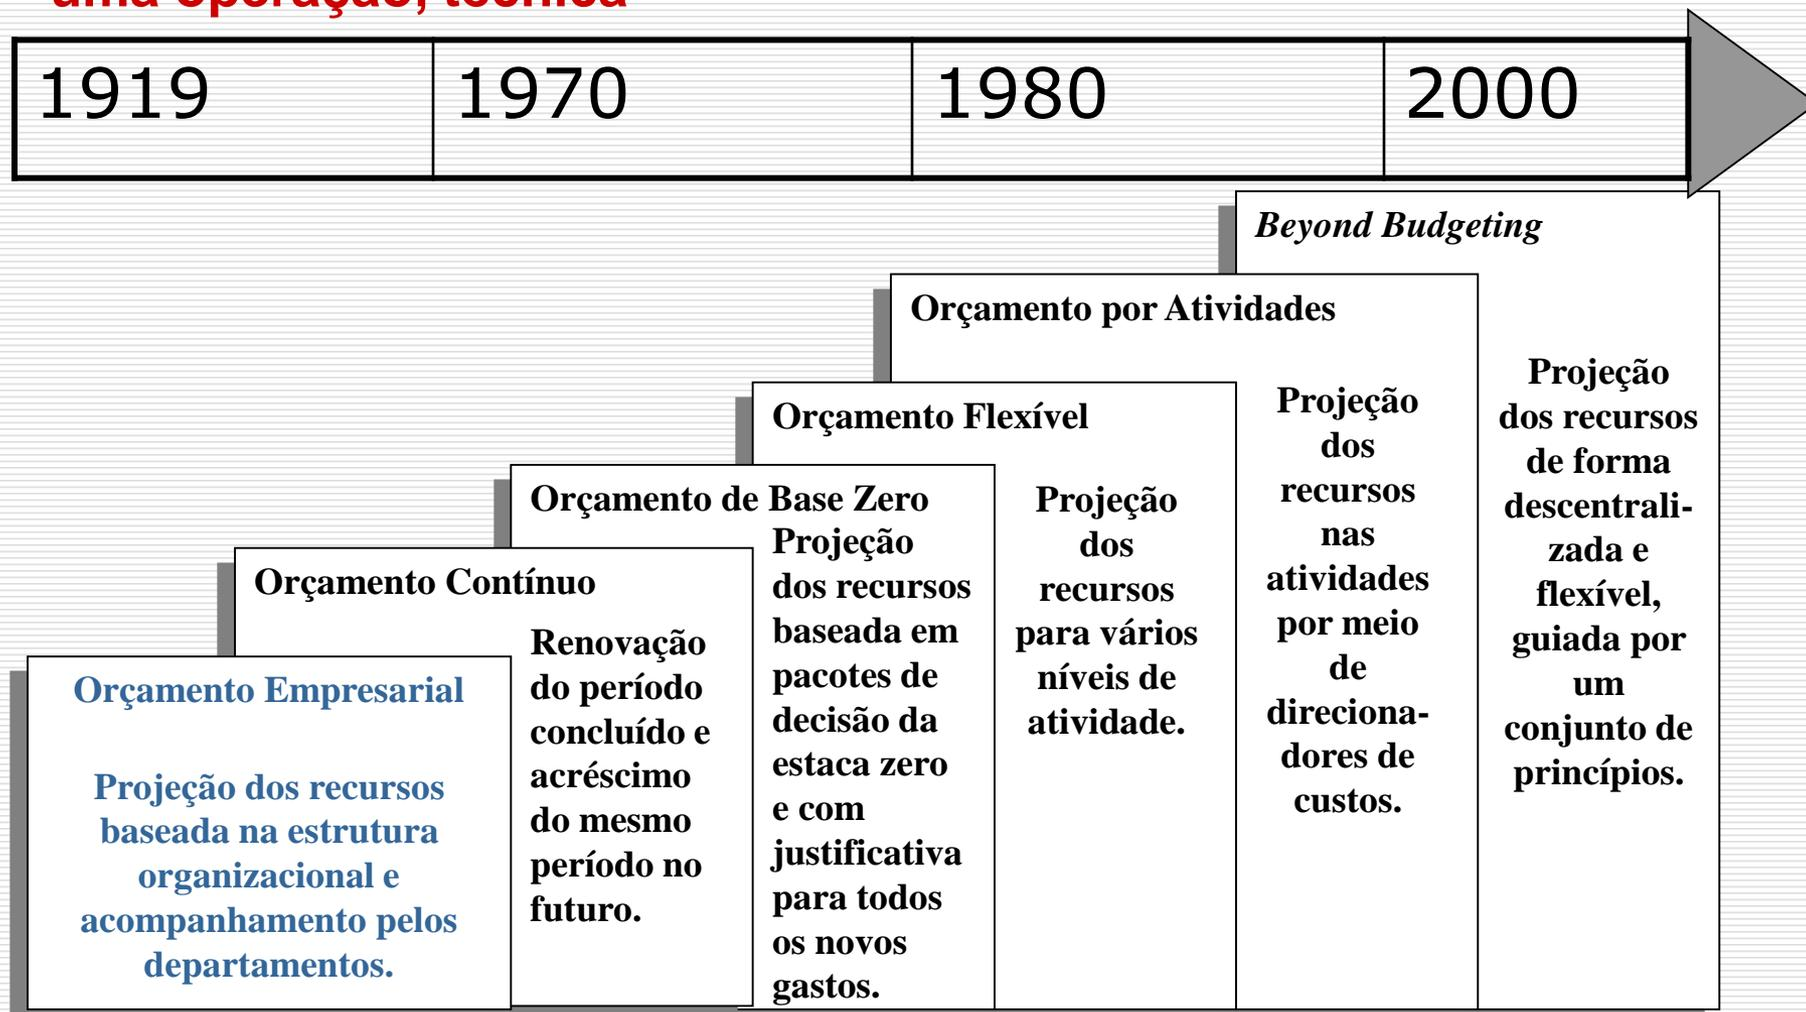 uma operação, técnica
1919 1970 1980 2000
Beyond Budgeting
Projeção
dos recursos
de forma
descentrali-
zada e
flexível,
guiada por
um
conjunto de
princípios.
Orçamento por Atividades
Projeção
dos
recursos
nas
atividades
por meio
de
direciona-
dores de
custos.
Orçamento Flexível
Projeção
dos
recursos
para vários
níveis de
atividade.
Orçamento de Base Zero
Projeção
dos recursos
baseada em
pacotes de
decisão da
estaca zero
e com
justificativa
para todos
os novos
gastos.
Orçamento Contínuo
Renovação
do período
concluído e
acréscimo
do mesmo
período no
futuro.
Orçamento Empresarial
Projeção dos recursos
baseada na estrutura
organizacional e
acompanhamento pelos
departamentos.